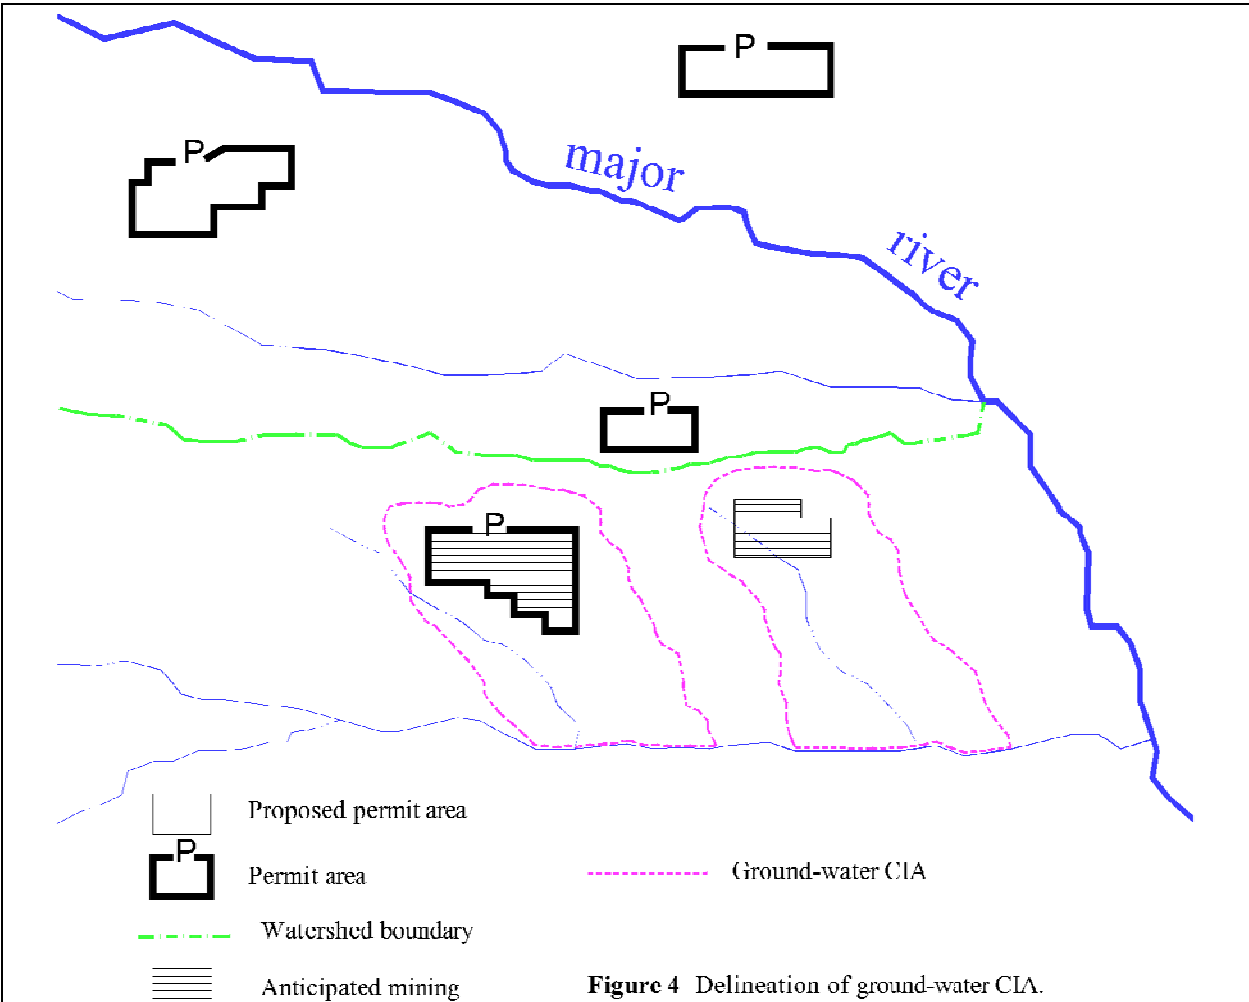 P
major
P
river
P
P
Proposed permit area
P
Permit area
Ground-water CIA
Watershed boundary
Anticipated mining
Figure 4 Delineation of ground-water CIA.